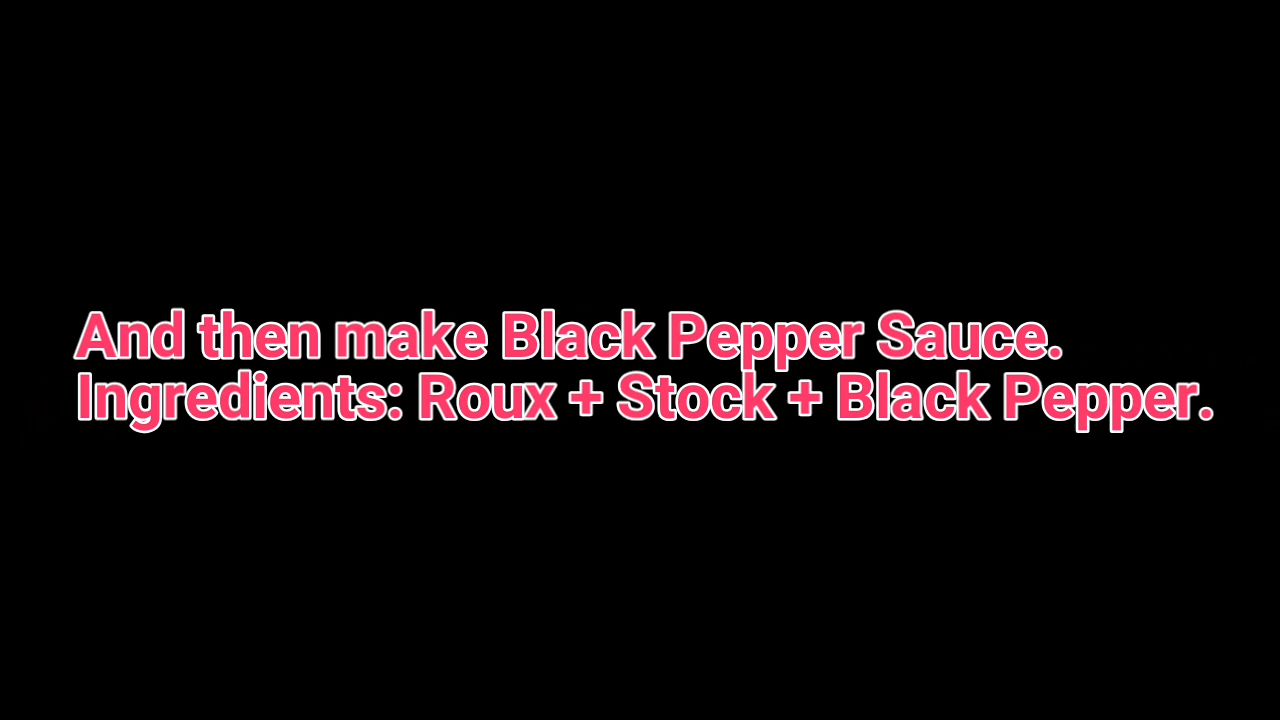 And then make Black Pepper Sauce.
Ingredients: Roux + Stock + Black Pepper.